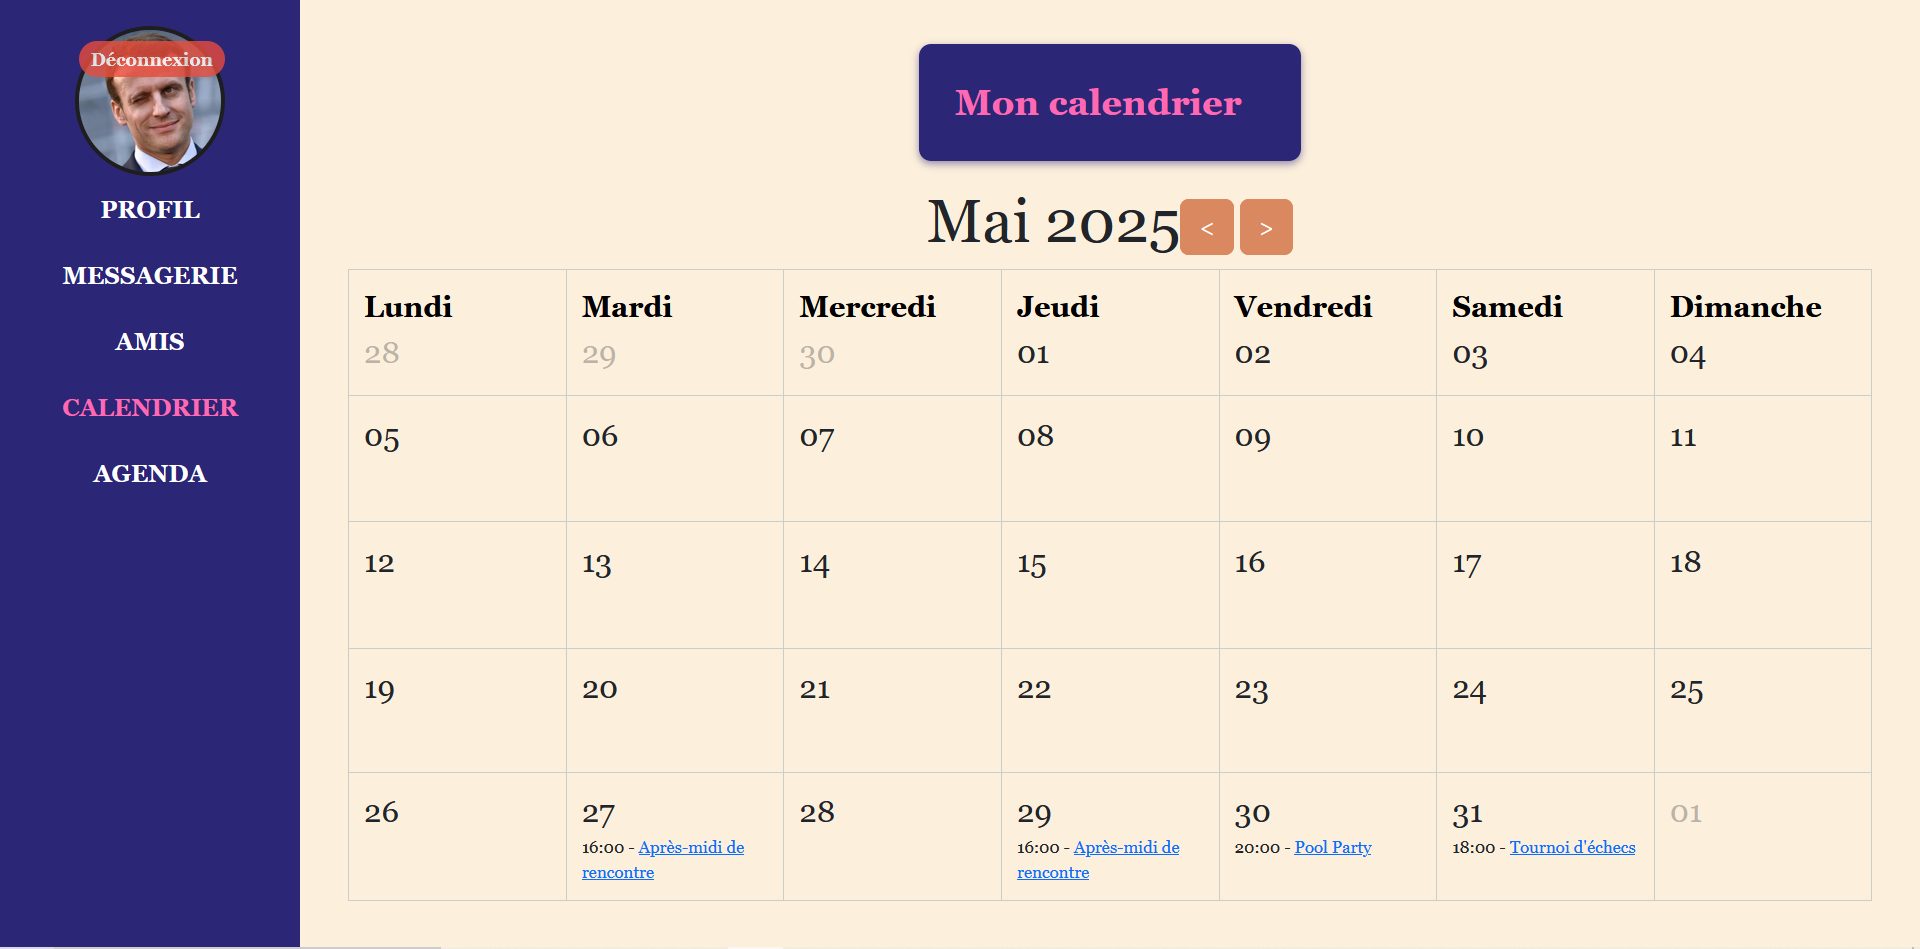 Déconnexion
PROFIL
MESSAGERIE
AMIS
CALENDRIER
AGENDA
Mon calendrier
Mai 2025 < >
Lundi Mardi Mercredi Jeudi Vendredi Samedi Dimanche
28 29 30 01 02 03 04
05 06 07 08 09 10 11
12 13 14 15 16 17 18
19 20 21 22 23 24 25
26 27 28 29 30 31 01
16:00 - Après-midi de
rencontre
16:00 - Après-midi de
rencontre
20:00 - Pool Party
18:00 - Tournoi d'échecs